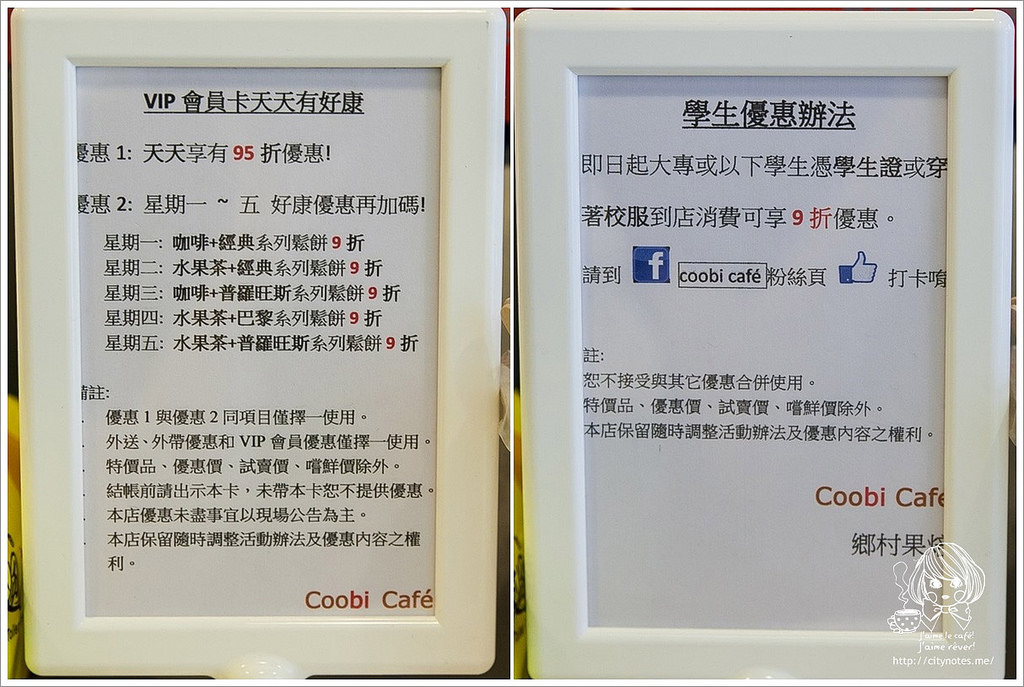 VIP 會員卡天天有好康
優惠 1: 天天享有 95 折優惠!
優惠 2: 星期一 ~ 五 好康優惠再加碼!
星期一: 咖啡+經典系列鬆餅 9 折
星期二: 水果茶+經典系列鬆餅 9 折
星期三: 咖啡+普羅旺斯系列鬆餅 9 折
星期四: 水果茶+巴黎系列鬆餅 9 折
星期五: 水果茶+普羅旺斯系列鬆餅 9 折
備註:
優惠 1 與優惠 2 同項目僅擇一使用。
外送、外帶優惠和 VIP 會員優惠僅擇一使用。
特價品、優惠價、試賣價、嚐鮮價除外。
結帳前請出示本卡，未帶本卡恕不提供優惠。
本店優惠未盡事宜以現場公告為主。
本店保留隨時調整活動辦法及優惠內容之權
利。
Coobi Café
學生優惠辦法
即日起大專或以下學生憑學生證或穿
著校服到店消費可享 9 折優惠。
請到 f coobi café 粉絲頁 打卡唷
註:
恕不接受與其它優惠合併使用。
特價品、優惠價、試賣價、嚐鮮價除外。
本店保留隨時調整活動辦法及優惠內容之權利。
Coobi Café
鄉村果
j'aime le café!
j'aime rêver!
http://citynotes.me/